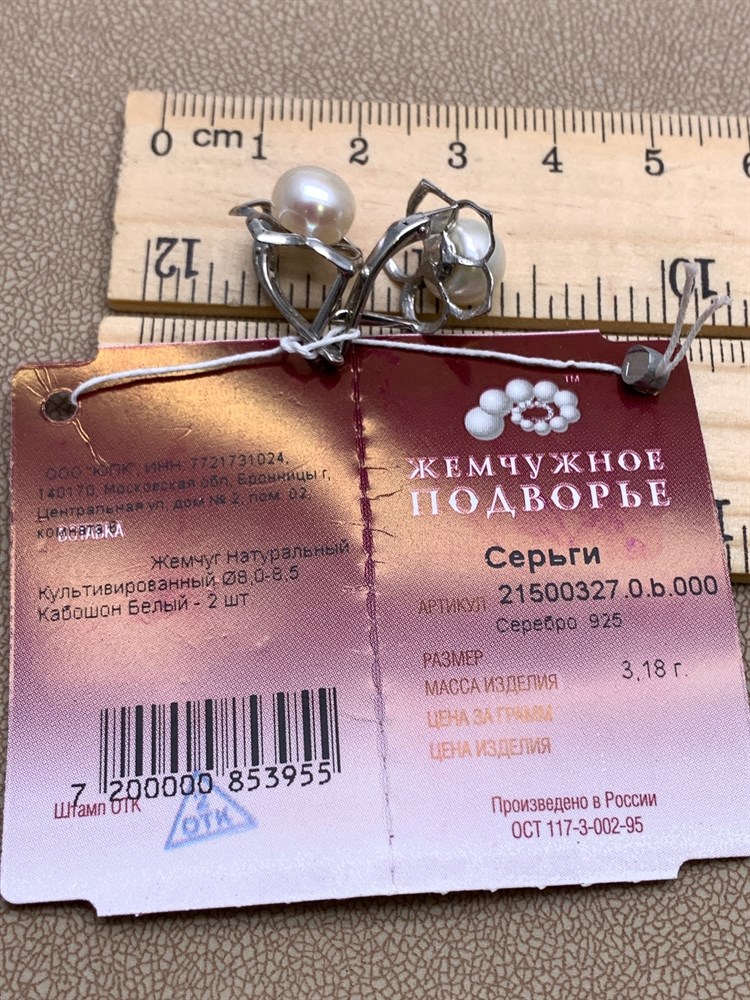 0 cm 1 2 3 4 5 6
12 10
ООО "ЮПК", ИНН: 7721731024,
140170, Московская обл, Бронницы г,
Центральная ул, дом № 2, пом. 02,
комната 8
ВСТАВКА
Жемчуг Натуральный
Культивированный Ø8,0-8,5
Кабошон Белый - 2 шт
7 200000 853955
Штамп ОТК
2
ОТК
TM
ЖЕМЧУЖНОЕ
ПОДВОРЬЕ
Серьги
АРТИКУЛ 21500327.0.b.000
Серебро 925
РАЗМЕР
МАССА ИЗДЕЛИЯ 3,18 г.
ЦЕНА ЗА ГРАММ
ЦЕНА ИЗДЕЛИЯ
Произведено в России
ОСТ 117-3-002-95